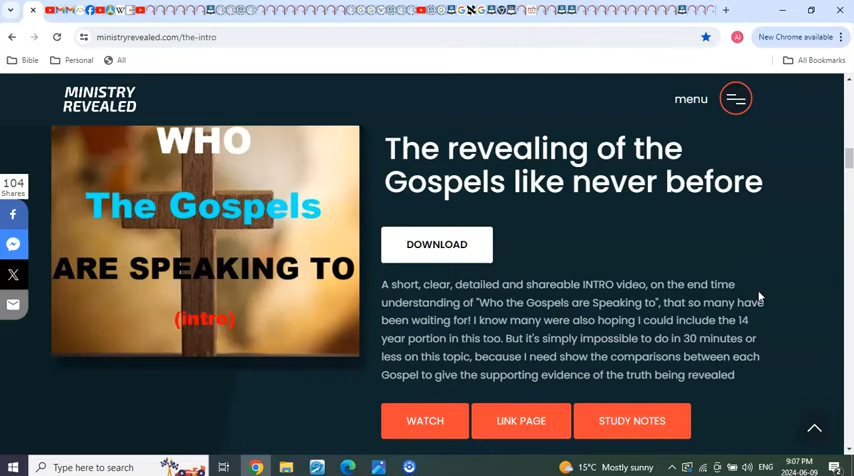 ministryrevealed.com/the-intro
New Chrome available
Bible
Personal
All
All Bookmarks
MINISTRY
REVEALED
menu
104
Shares
WHO
The Gospels
ARE SPEAKING TO
(intro)
The revealing of the
Gospels like never before
DOWNLOAD
A short, clear, detailed and shareable INTRO video, on the end time
understanding of "Who the Gospels are Speaking to", that so many have
been waiting for! I know many were also hoping I could include the 14
year portion in this too. But it's simply impossible to do in 30 minutes or
less on this topic, because I need show the comparisons between each
Gospel to give the supporting evidence of the truth being revealed
WATCH
LINK PAGE
STUDY NOTES
Type here to search
15°C Mostly sunny
ENG
9:07 PM
2024-06-09